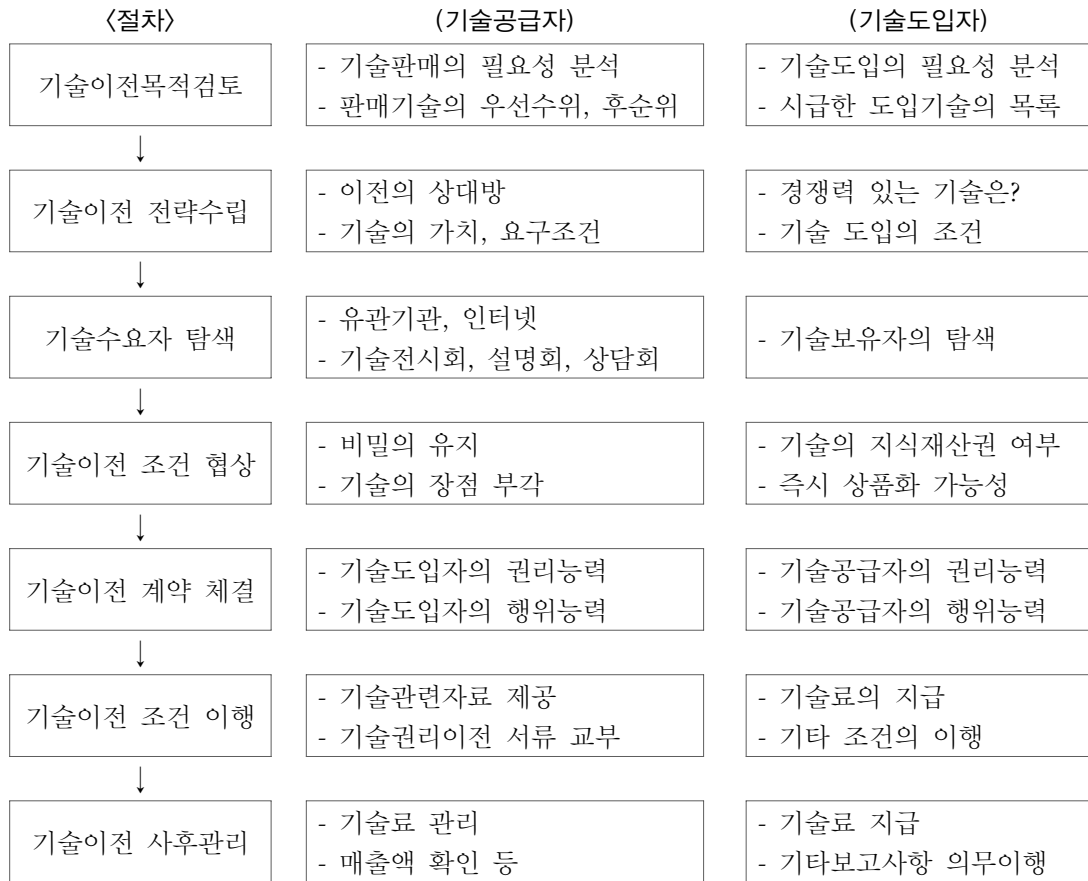 〈절차〉
(기술공급자)
(기술도입자)
기술이전목적검토
- 기술판매의 필요성 분석
- 판매기술의 우선수위, 후순위
- 기술도입의 필요성 분석
- 시급한 도입기술의 목록
↓
기술이전 전략수립
- 이전의 상대방
- 기술의 가치, 요구조건
- 경쟁력 있는 기술은?
- 기술 도입의 조건
↓
기술수요자 탐색
- 유관기관, 인터넷
- 기술전시회, 설명회, 상담회
- 기술보유자의 탐색
↓
기술이전 조건 협상
- 비밀의 유지
- 기술의 장점 부각
- 기술의 지식재산권 여부
- 즉시 상품화 가능성
↓
기술이전 계약 체결
- 기술도입자의 권리능력
- 기술도입자의 행위능력
- 기술공급자의 권리능력
- 기술공급자의 행위능력
↓
기술이전 조건 이행
- 기술관련자료 제공
- 기술권리이전 서류 교부
- 기술료의 지급
- 기타 조건의 이행
↓
기술이전 사후관리
- 기술료 관리
- 매출액 확인 등
- 기술료 지급
- 기타보고사항 의무이행